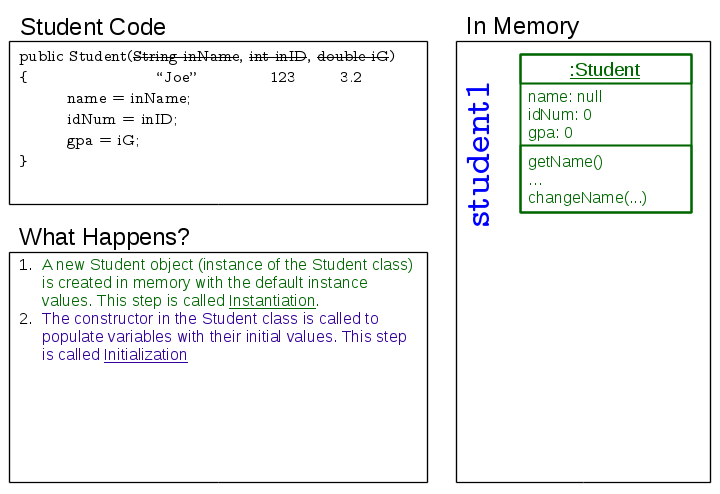 Student Code
public Student(String inName, int inID, double iG)
{ “Joe” 123 3.2
name = inName;
idNum = inID;
gpa = iG;
}
What Happens?
1. A new Student object (instance of the Student class)
is created in memory with the default instance
values. This step is called Instantiation.
2. The constructor in the Student class is called to
populate variables with their initial values. This step
is called Initialization
In Memory
student1
:Student
name: null
idNum: 0
gpa: 0
getName()
...
changeName(...)